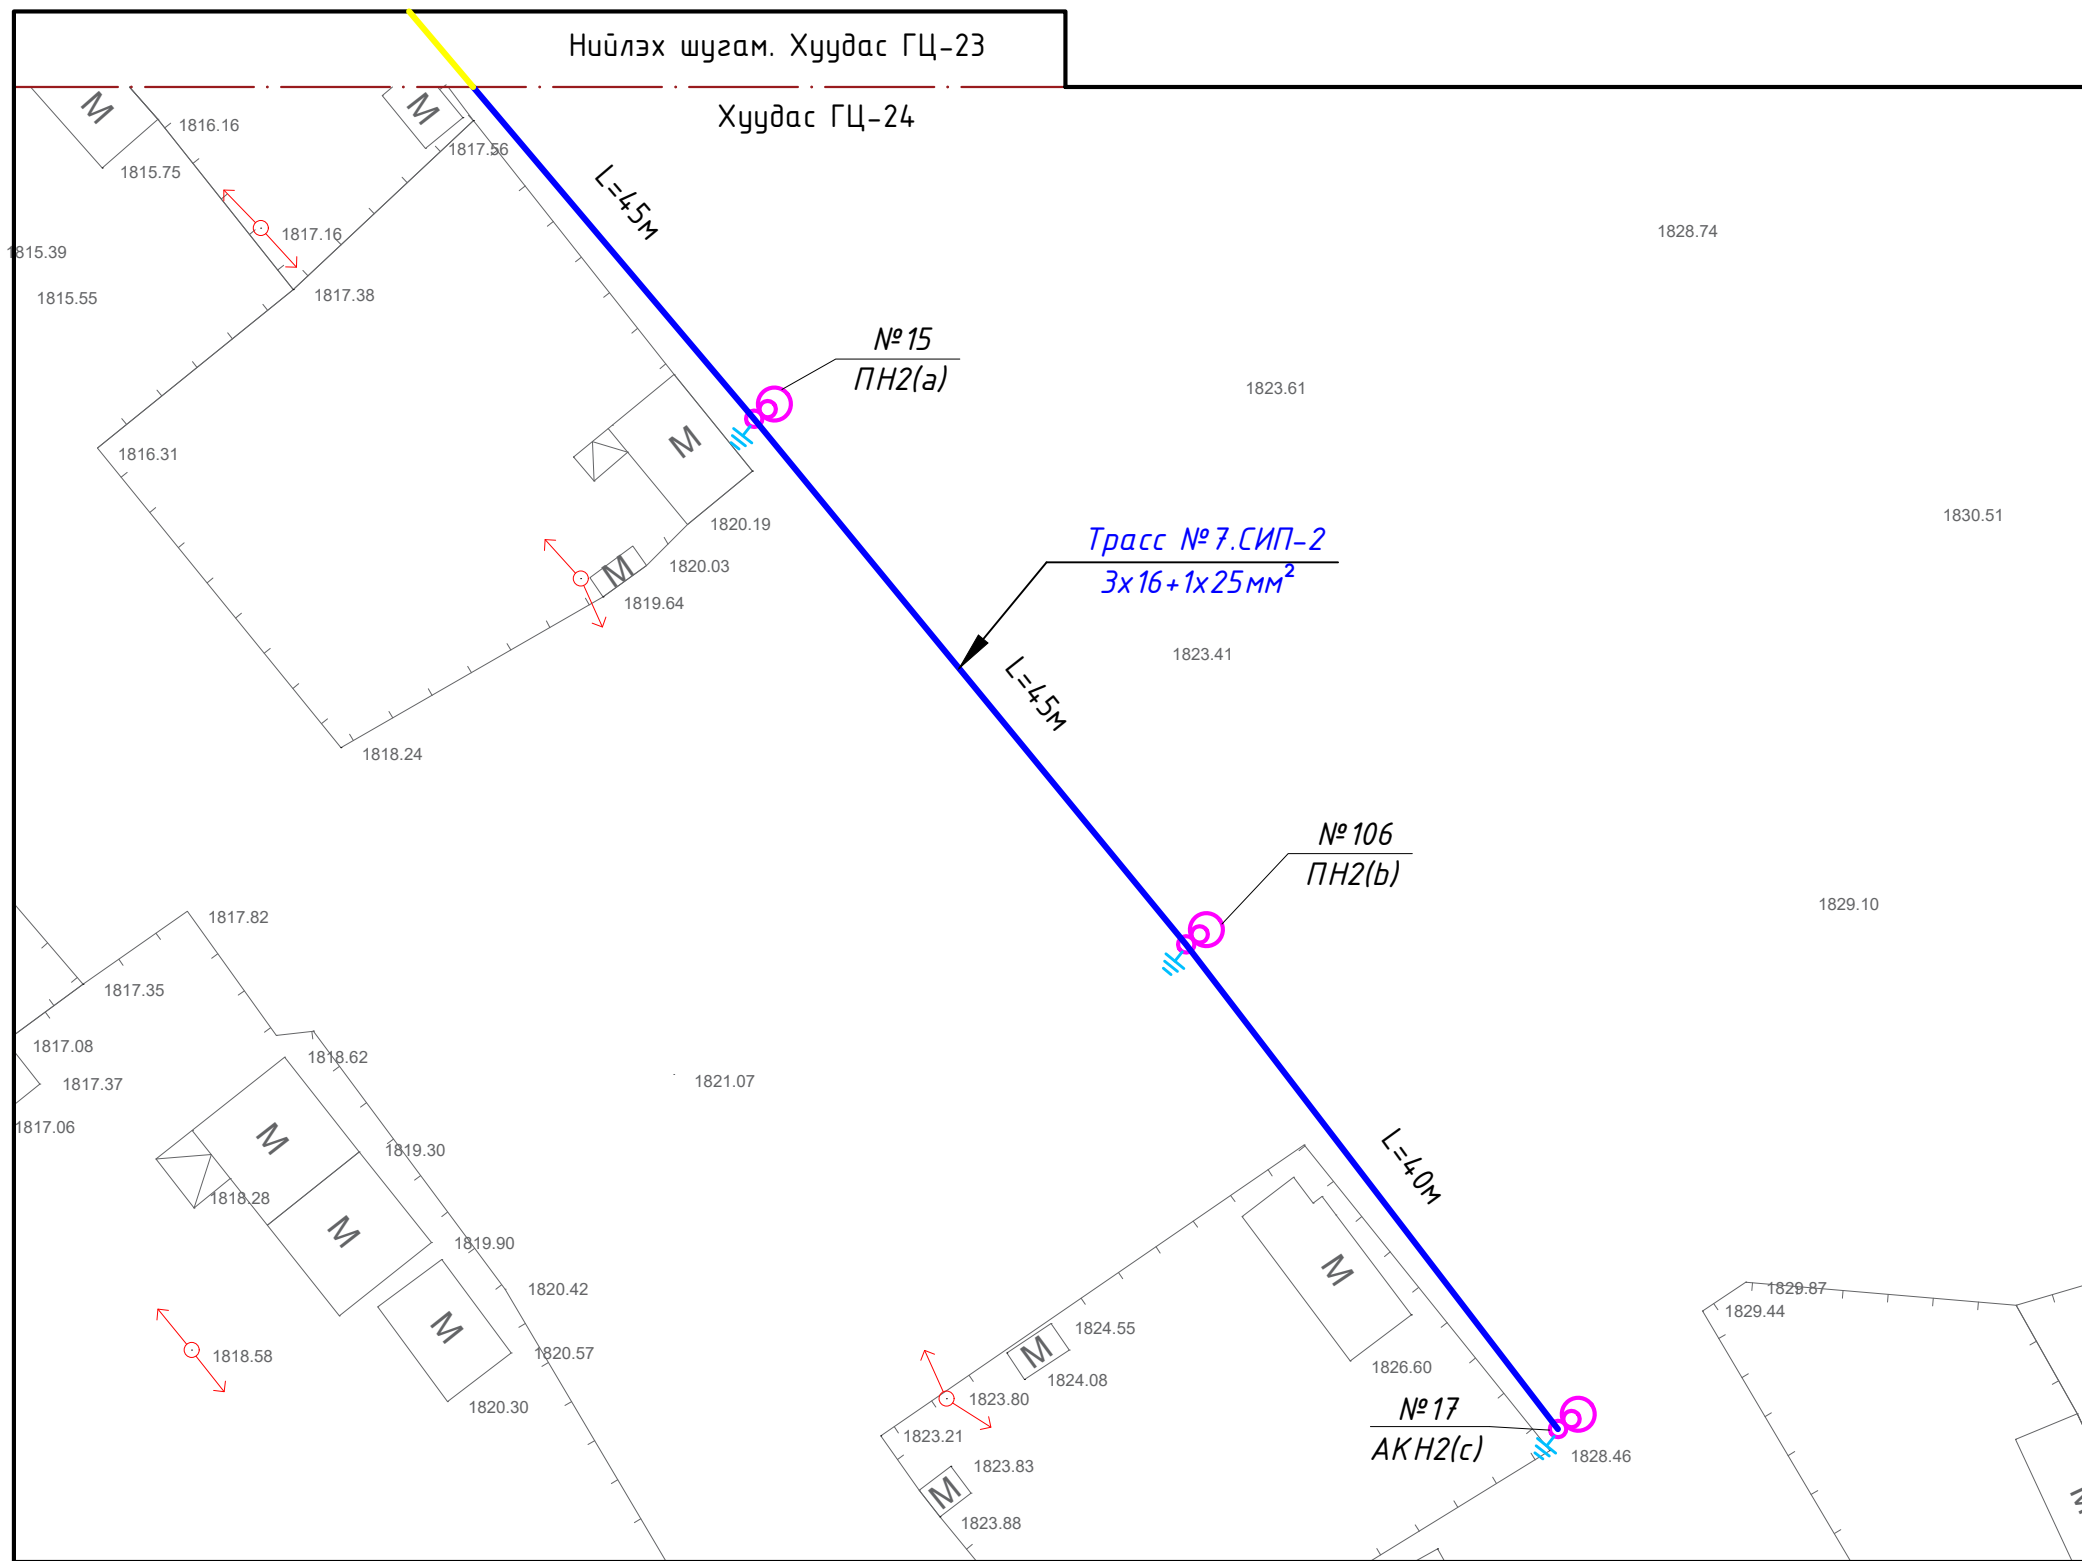 Нийлэх шугам. Хуудас ГЦ-23
Хуудас ГЦ-24
М
М
1816.16
1817.56
1815.75
L=45м
1817.16
1828.74
1815.39
1815.55
1817.38
№15
ПН2(a)
1823.61
1816.31
М
1820.19
1830.51
Трасс №7.СИП-2
3x16+1x25мм²
1820.03
М
1819.64
1823.41
L=45м
1818.24
№106
ПН2(b)
1829.10
1817.82
1817.35
1817.08
1818.62
1817.37
1821.07
1817.06
М
1819.30
L=40м
1818.28
М
1819.90
М
1820.42
1829.87
1829.44
М
1824.55
М
1818.58
1820.57
1826.60
1824.08
1823.80
1820.30
№17
АКН2(c)
1823.21
1828.46
1823.83
М
М
1823.88